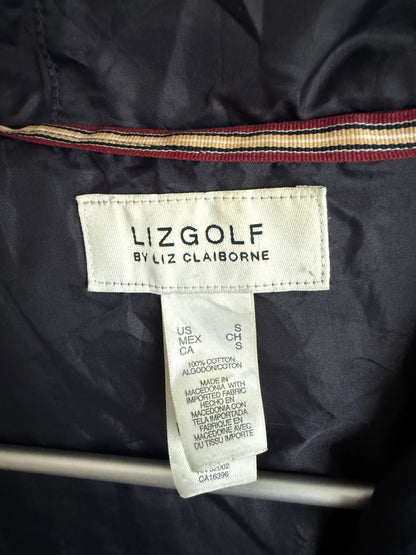 LIZGOLF
BY LIZ CLAIBORNE
US S
MEX CH
CA S
100% COTTON
ALGODON/COTON
MADE IN
MACEDONIA WITH
IMPORTED FABRIC
HECHO EN
MACEDONIA CON
TELA IMPORTADA
FABRIQUE EN
MACEDOINE AVEC
DU TISSU IMPORTE
CA16396